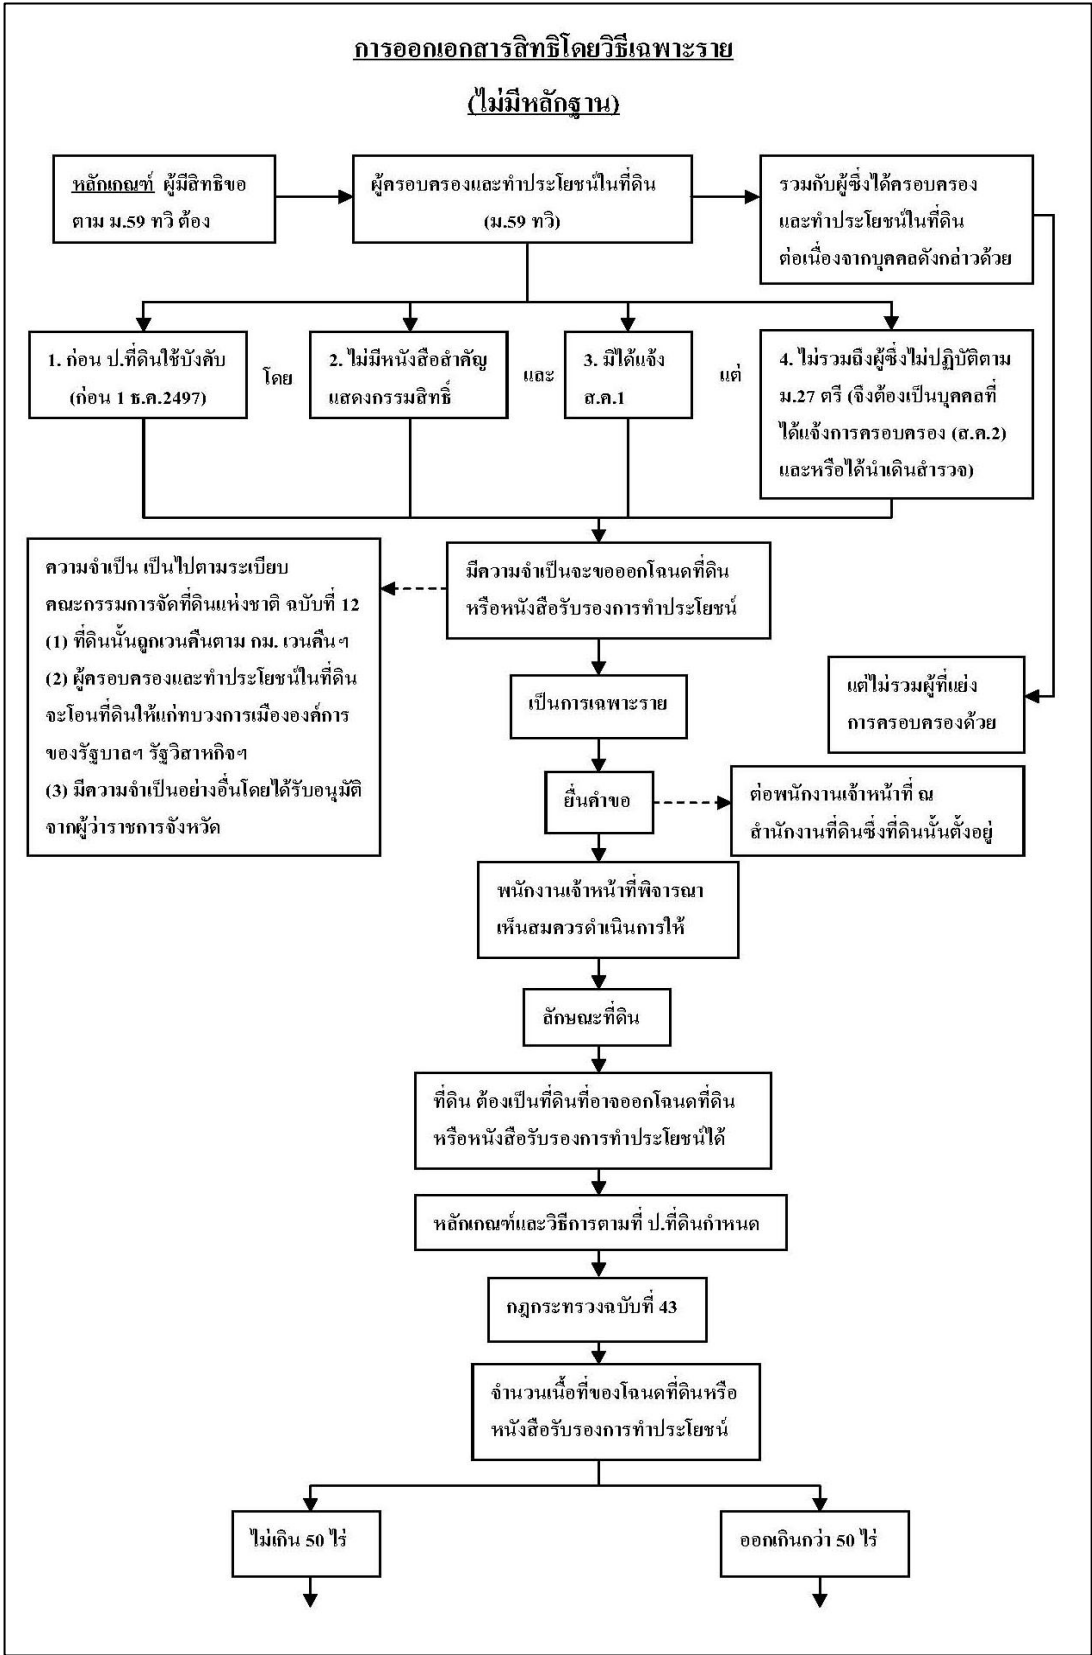 การออกเอกสารสิทธิโดยวิธีเฉพาะราย
(ไม่มีหลักฐาน)
หลักเกณฑ์ ผู้มีสิทธิขอ
ตาม ม.59 ทวิ ต้อง
ผู้ครอบครองและทำประโยชน์ในที่ดิน
(ม.59 ทวิ)
รวมกับผู้ซึ่งได้ครอบครอง
และทำประโยชน์ในที่ดิน
ต่อเนื่องจากบุคคลดังกล่าวด้วย
1. ก่อน ป.ที่ดินใช้บังคับ
(ก่อน 1 ธ.ค.2497)
โดย
2. ไม่มีหนังสือสำคัญ
แสดงกรรมสิทธิ์
และ
3. มิได้แจ้ง
ส.ค.1
แต่
4. ไม่รวมถึงผู้ซึ่งไม่ปฏิบัติตาม
ม.27 ตรี (จึงต้องเป็นบุคคลที่
ได้แจ้งการครอบครอง (ส.ค.2)
และหรือได้นำเดินสำรวจ)
ความจำเป็น เป็นไปตามระเบียบ
คณะกรรมการจัดที่ดินแห่งชาติ ฉบับที่ 12
(1) ที่ดินนั้นถูกเวนคืนตาม กม. เวนคืนฯ
(2) ผู้ครอบครองและทำประโยชน์ในที่ดิน
จะโอนที่ดินให้แก่ทบวงการเมืององค์การ
ของรัฐบาลฯ รัฐวิสาหกิจฯ
(3) มีความจำเป็นอย่างอื่นโดยได้รับอนุมัติ
จากผู้ว่าราชการจังหวัด
มีความจำเป็นจะขอออกโฉนดที่ดิน
หรือหนังสือรับรองการทำประโยชน์
เป็นการเฉพาะราย
แต่ไม่รวมผู้ที่แย่ง
การครอบครองด้วย
ยื่นคำขอ
ต่อพนักงานเจ้าหน้าที่ ณ
สำนักงานที่ดินซึ่งที่ดินนั้นตั้งอยู่
พนักงานเจ้าหน้าที่พิจารณา
เห็นสมควรดำเนินการให้
ลักษณะที่ดิน
ที่ดิน ต้องเป็นที่ดินที่อาจออกโฉนดที่ดิน
หรือหนังสือรับรองการทำประโยชน์ได้
หลักเกณฑ์และวิธีการตามที่ ป.ที่ดินกำหนด
กฎกระทรวงฉบับที่ 43
จำนวนเนื้อที่ของโฉนดที่ดินหรือ
หนังสือรับรองการทำประโยชน์
ไม่เกิน 50 ไร่
ออกเกินกว่า 50 ไร่